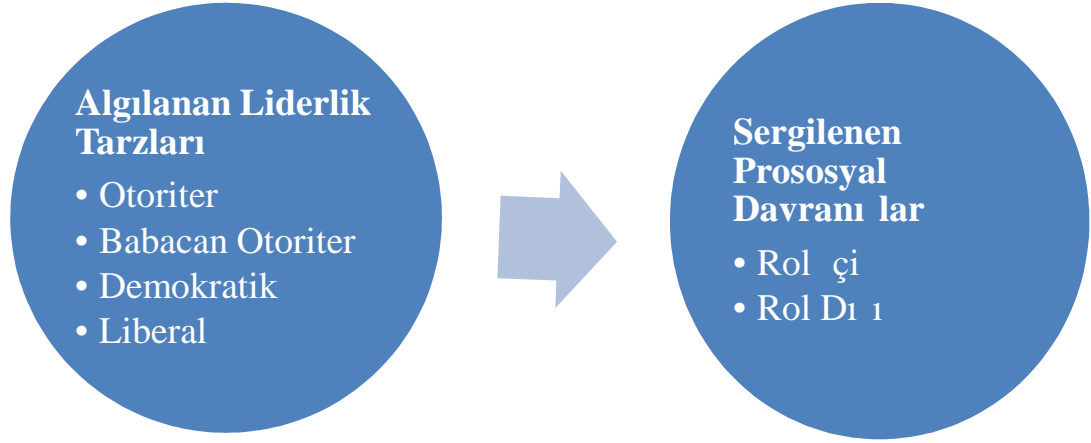 Algılanan Liderlik
Tarzları
• Otoriter
• Babacan Otoriter
• Demokratik
• Liberal
Sergilenen
Prososyal
Davranı lar
• Rol çi
• Rol Dı ı